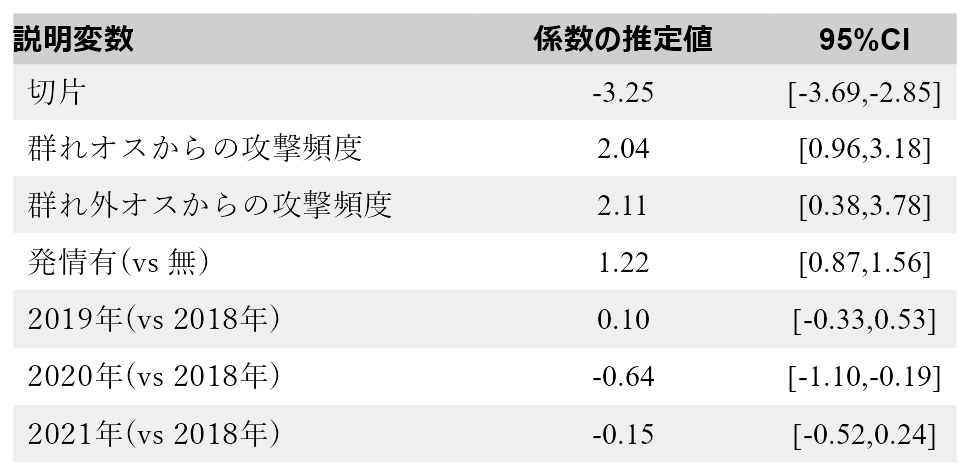 説明変数 係数の推定値 95%CI
切片 -3.25 [-3.69,-2.85]
群れオスからの攻撃頻度 2.04 [0.96,3.18]
群れ外オスからの攻撃頻度 2.11 [0.38,3.78]
発情有(vs 無) 1.22 [0.87,1.56]
2019年(vs 2018年) 0.10 [-0.33,0.53]
2020年(vs 2018年) -0.64 [-1.10,-0.19]
2021年(vs 2018年) -0.15 [-0.52,0.24]